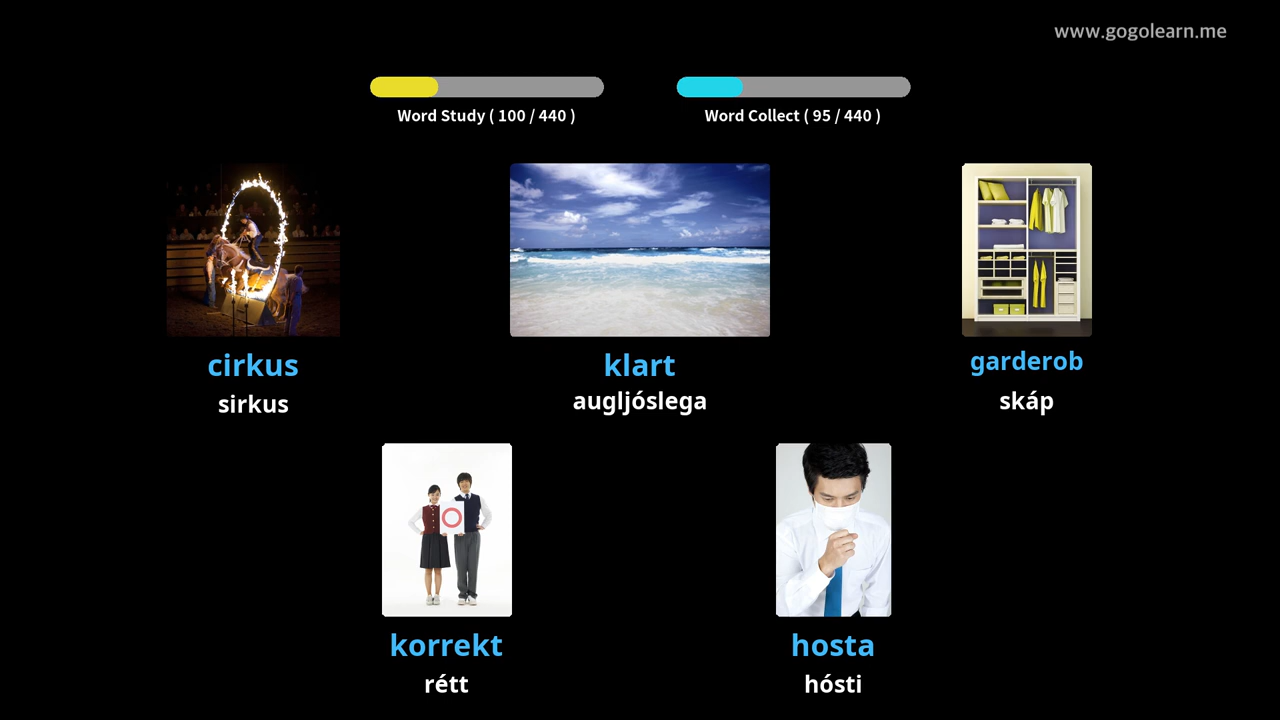 www.gogolearn.me
Word Study ( 100 / 440 )
Word Collect ( 95 / 440 )
cirkus
sirkus
klart
augljóslega
garderob
skáp
korrekt
rétt
hosta
hósti